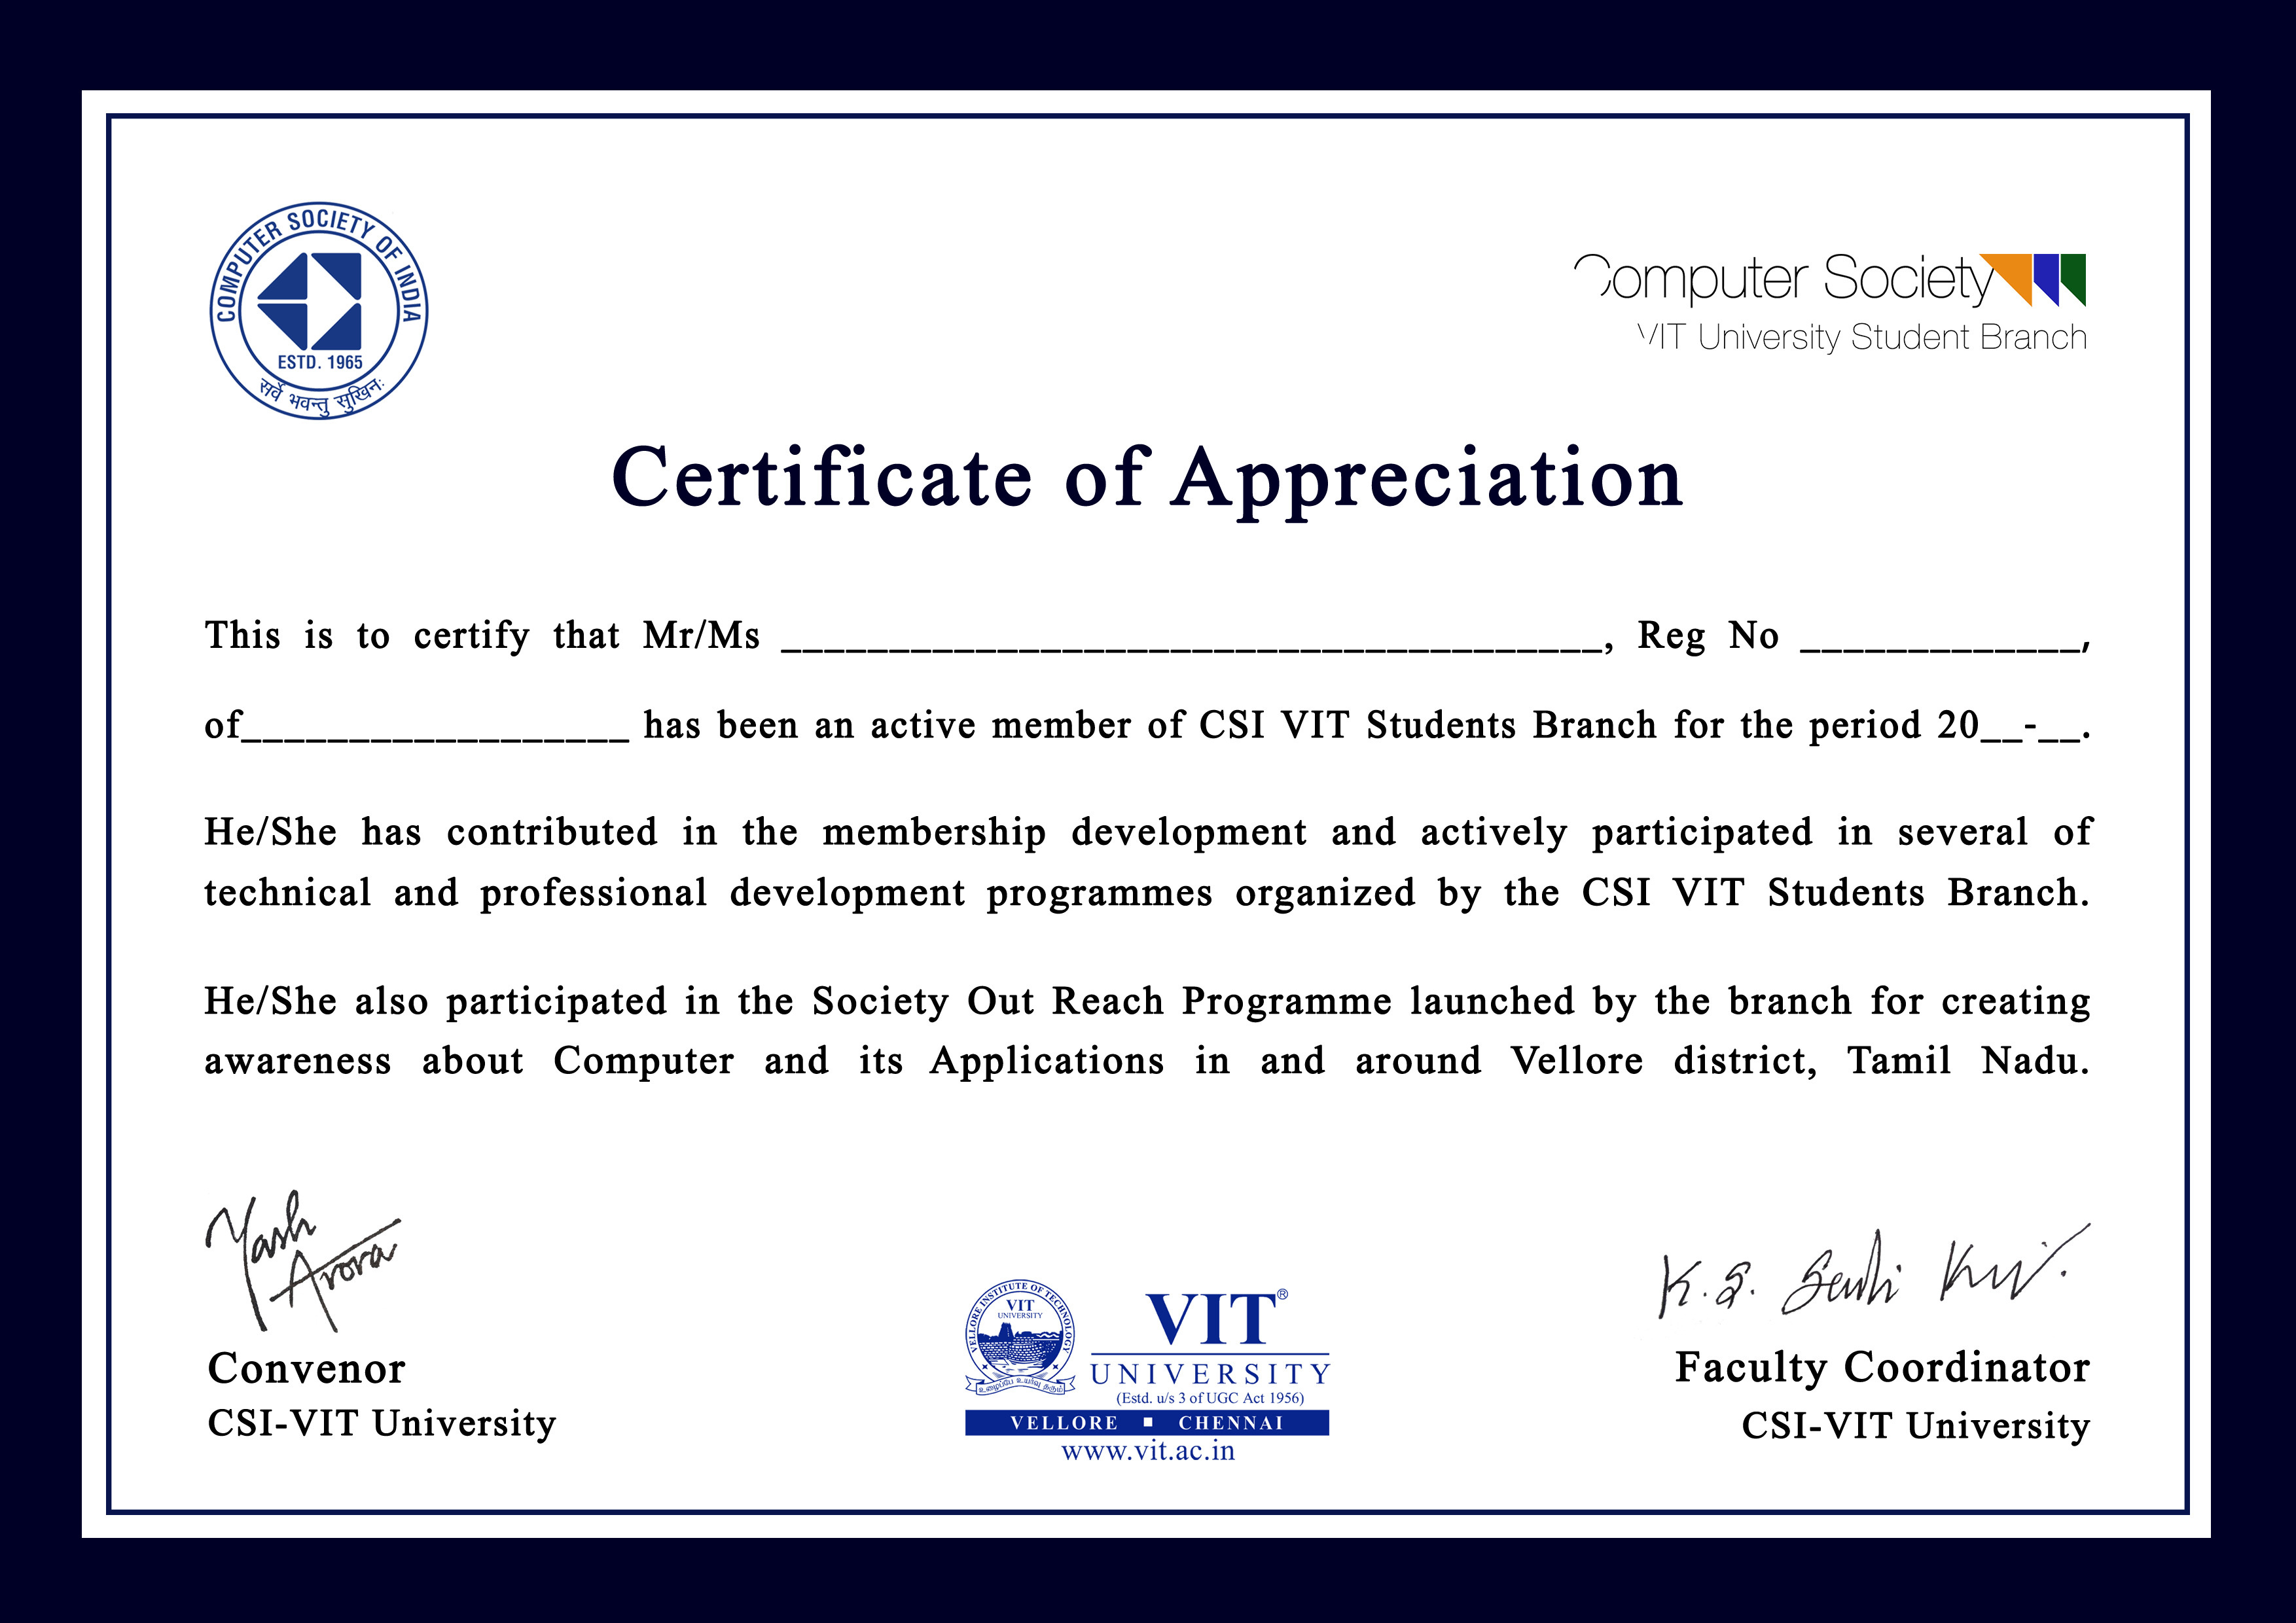 COMPUTER SOCIETY OF INDIA
ESTD. 1965
सर्वे भवन्तु सुखिनः
Computer Society
VIT University Student Branch
Certificate of Appreciation
This is to certify that Mr/Ms ______________________________________, Reg No _____________,
of__________________ has been an active member of CSI VIT Students Branch for the period 20__-__.
He/She has contributed in the membership development and actively participated in several of
technical and professional development programmes organized by the CSI VIT Students Branch.
He/She also participated in the Society Out Reach Programme launched by the branch for creating
awareness about Computer and its Applications in and around Vellore district, Tamil Nadu.
Yash
Arora
Convenor
CSI-VIT University
VELLORE INSTITUTE OF TECHNOLOGY
VIT
UNIVERSITY
உழைப்பே உயர்வு தரும்
VIT®
UNIVERSITY
(Estd. u/s 3 of UGC Act 1956)
VELLORE ■ CHENNAI
www.vit.ac.in
K. S.
Faculty Coordinator
CSI-VIT University